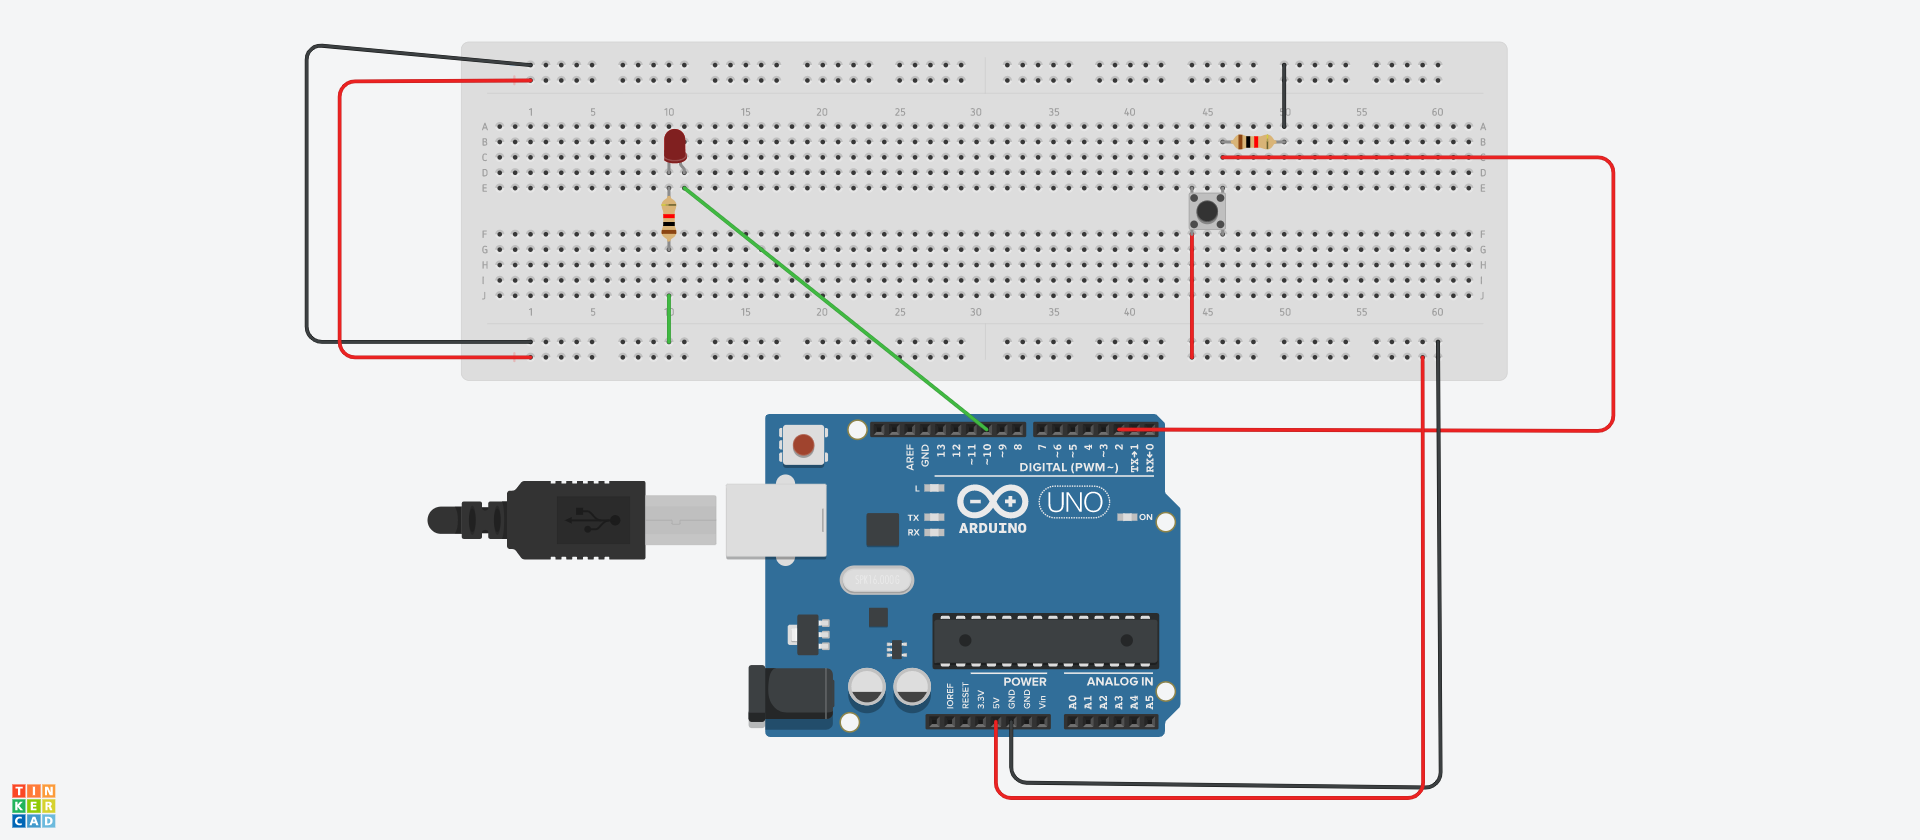 1 5 10 15 20 25 30 35 40 45 50 55 60
A A
B B
C
D D
E E
F F
G G
H H
I I
J J
1 5 10 15 20 25 30 35 40 45 50 55 60
AREF GND 13 12 ~11 ~10 ~9 8 7 ~6 ~5 4 ~3 2 TX→1 RX←0
DIGITAL (PWM~)
L
TX
RX
ARDUINO
UNO
ON
POWER
ANALOG IN
IOREF RESET 3.3V 5V GND GND Vin A0 A1 A2 A3 A4 A5
TIN
KER
CAD